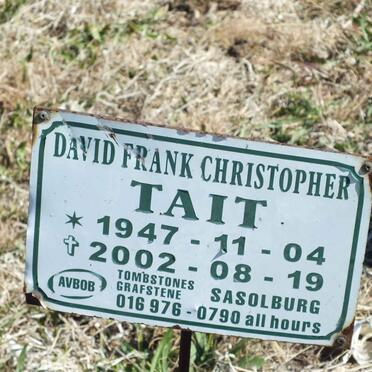 DAVID FRANK CHRISTOPHER
TAIT
* 1947 - 11 - 04
✝ 2002 - 08 - 19
AVBOB
TOMBSTONES
GRAFSTENE
SASOLBURG
016 976 - 0790 all hours